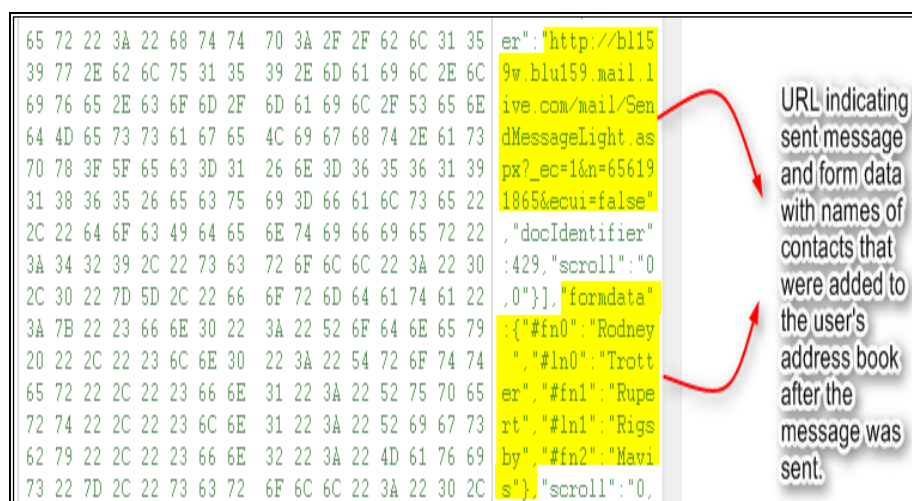 65 72 22 3A 22 68 74 74 70 3A 2F 2F 62 6C 31 35 er":"http://bl15
39 77 2E 62 6C 75 31 35 39 2E 6D 61 69 6C 2E 6C 9w.blu159.mail.l
69 76 65 2E 63 6F 6D 2F 6D 61 69 6C 2F 53 65 6E ive.com/mail/Sen
64 4D 65 73 73 61 67 65 4C 69 67 68 74 2E 61 73 dMessageLight.as
70 78 3F 5F 65 63 3D 31 26 6E 3D 36 35 36 31 39 px?_ec=1&n=65619
31 38 36 35 26 65 63 75 69 3D 66 61 6C 73 65 22 1865&ecui=false"
2C 22 64 6F 63 49 64 65 6E 74 69 66 69 65 72 22 ,"docIdentifier"
3A 34 32 39 2C 22 73 63 72 6F 6C 6C 22 3A 22 30 :429,"scroll":"0
2C 30 22 7D 5D 2C 22 66 6F 72 6D 64 61 74 61 22 ,0"}],"formdata"
3A 7B 22 23 66 6E 30 22 3A 22 52 6F 64 6E 65 79 :{"#fn0":"Rodney
20 22 2C 22 23 6C 6E 30 22 3A 22 54 72 6F 74 74 ","#ln0":"Trott
65 72 22 2C 22 23 66 6E 31 22 3A 22 52 75 70 65 er","#fn1":"Rupe
72 74 22 2C 22 23 6C 6E 31 22 3A 22 52 69 67 73 rt","#ln1":"Rigs
62 79 22 2C 22 23 66 6E 32 22 3A 22 4D 61 76 69 by","#fn2":"Mavi
73 22 7D 2C 22 73 63 72 6F 6C 6C 22 3A 22 30 2C s"},"scroll":"0,
URL indicating
sent message
and form data
with names of
contacts that
were added to
the user's
address book
after the
message was
sent.